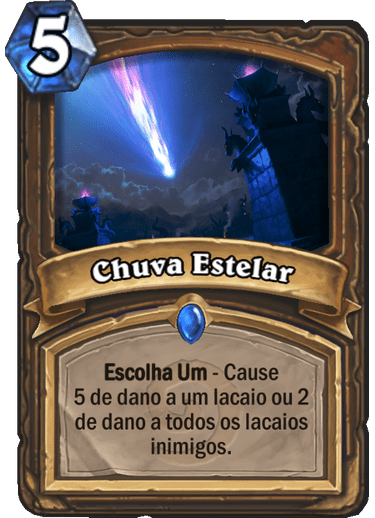 5
Chuva Estelar
Escolha Um - Cause
5 de dano a um lacaio ou 2
de dano a todos os lacaios
inimigos.